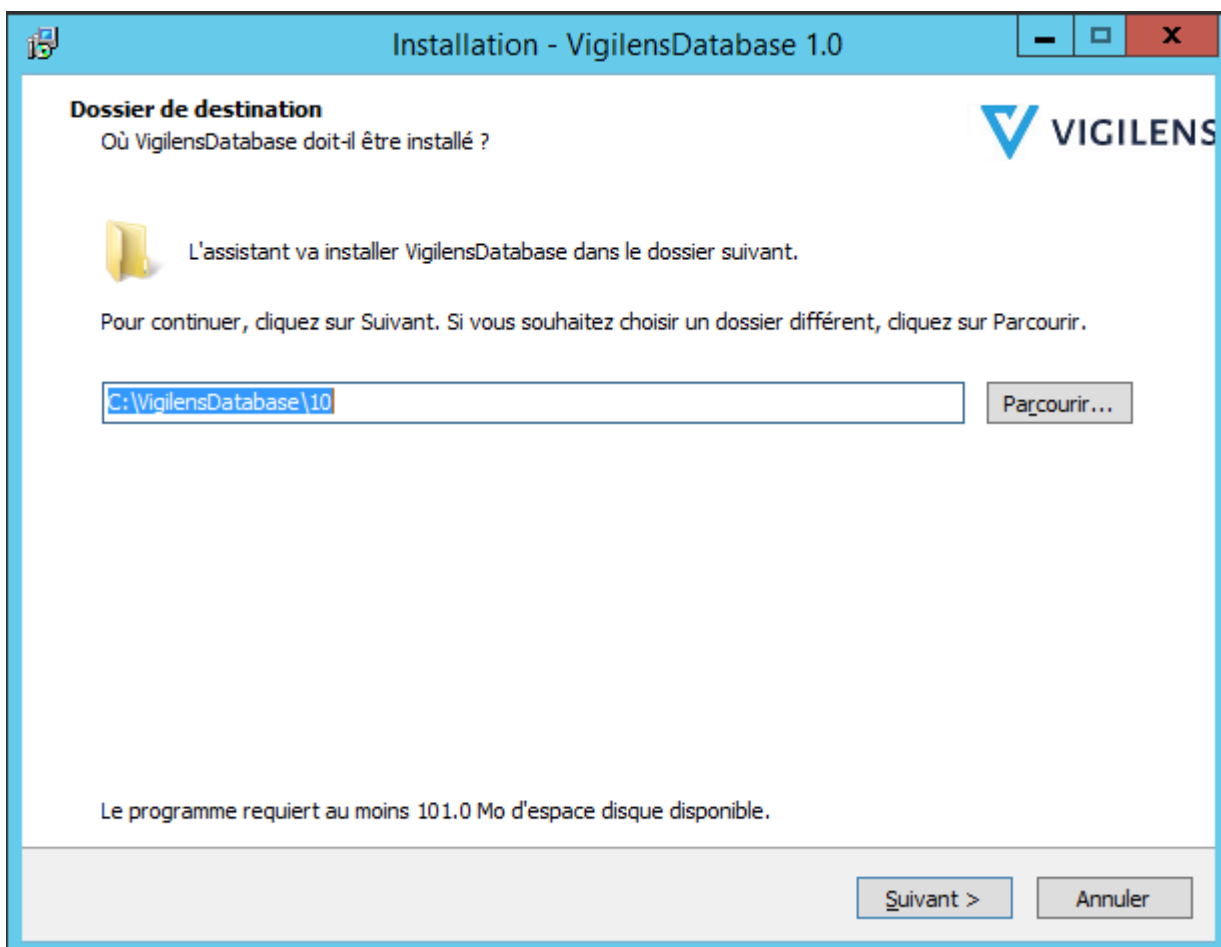 Installation - VigilensDatabase 1.0
x
Dossier de destination
Où VigilensDatabase doit-il être installé ?
VIGILENS
L'assistant va installer VigilensDatabase dans le dossier suivant.
Pour continuer, cliquez sur Suivant. Si vous souhaitez choisir un dossier différent, cliquez sur Parcourir.
C:\VigilensDatabase\10
Parcourir...
Le programme requiert au moins 101.0 Mo d'espace disque disponible.
Suivant >
Annuler